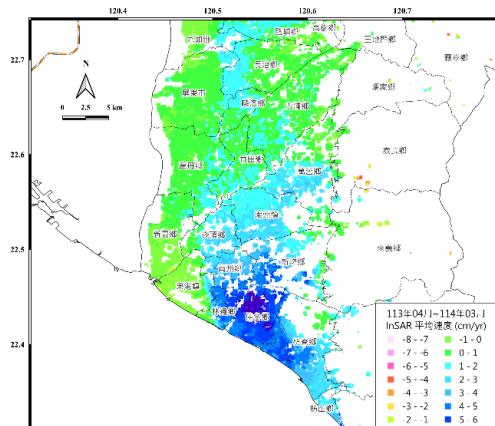 120.4 120.5 120.6 120.7
22.7
22.6
22.5
22.4
N
0 2.5 5 km
九如鄉
鹽埔鄉
高樹鄉
三地門鄉
霧臺鄉
屏東市
長治鄉
瑪家鄉
麟洛鄉
內埔鄉
泰武鄉
萬丹鄉
竹田鄉
萬巒鄉
潮州鎮
來義鄉
新園鄉
崁頂鄉
南州鄉
新埤鄉
東港鎮
林邊鄉
佳冬鄉
枋寮鄉
枋山鄉
113年04月~114年03月
InSAR 平均速度 (cm/yr)
-8 - -7
-7 - -6
-6 - -5
-5 - -4
-4 - -3
-3 - -2
-2 - -1
-1 - 0
0 - 1
1 - 2
2 - 3
3 - 4
4 - 5
5 - 6